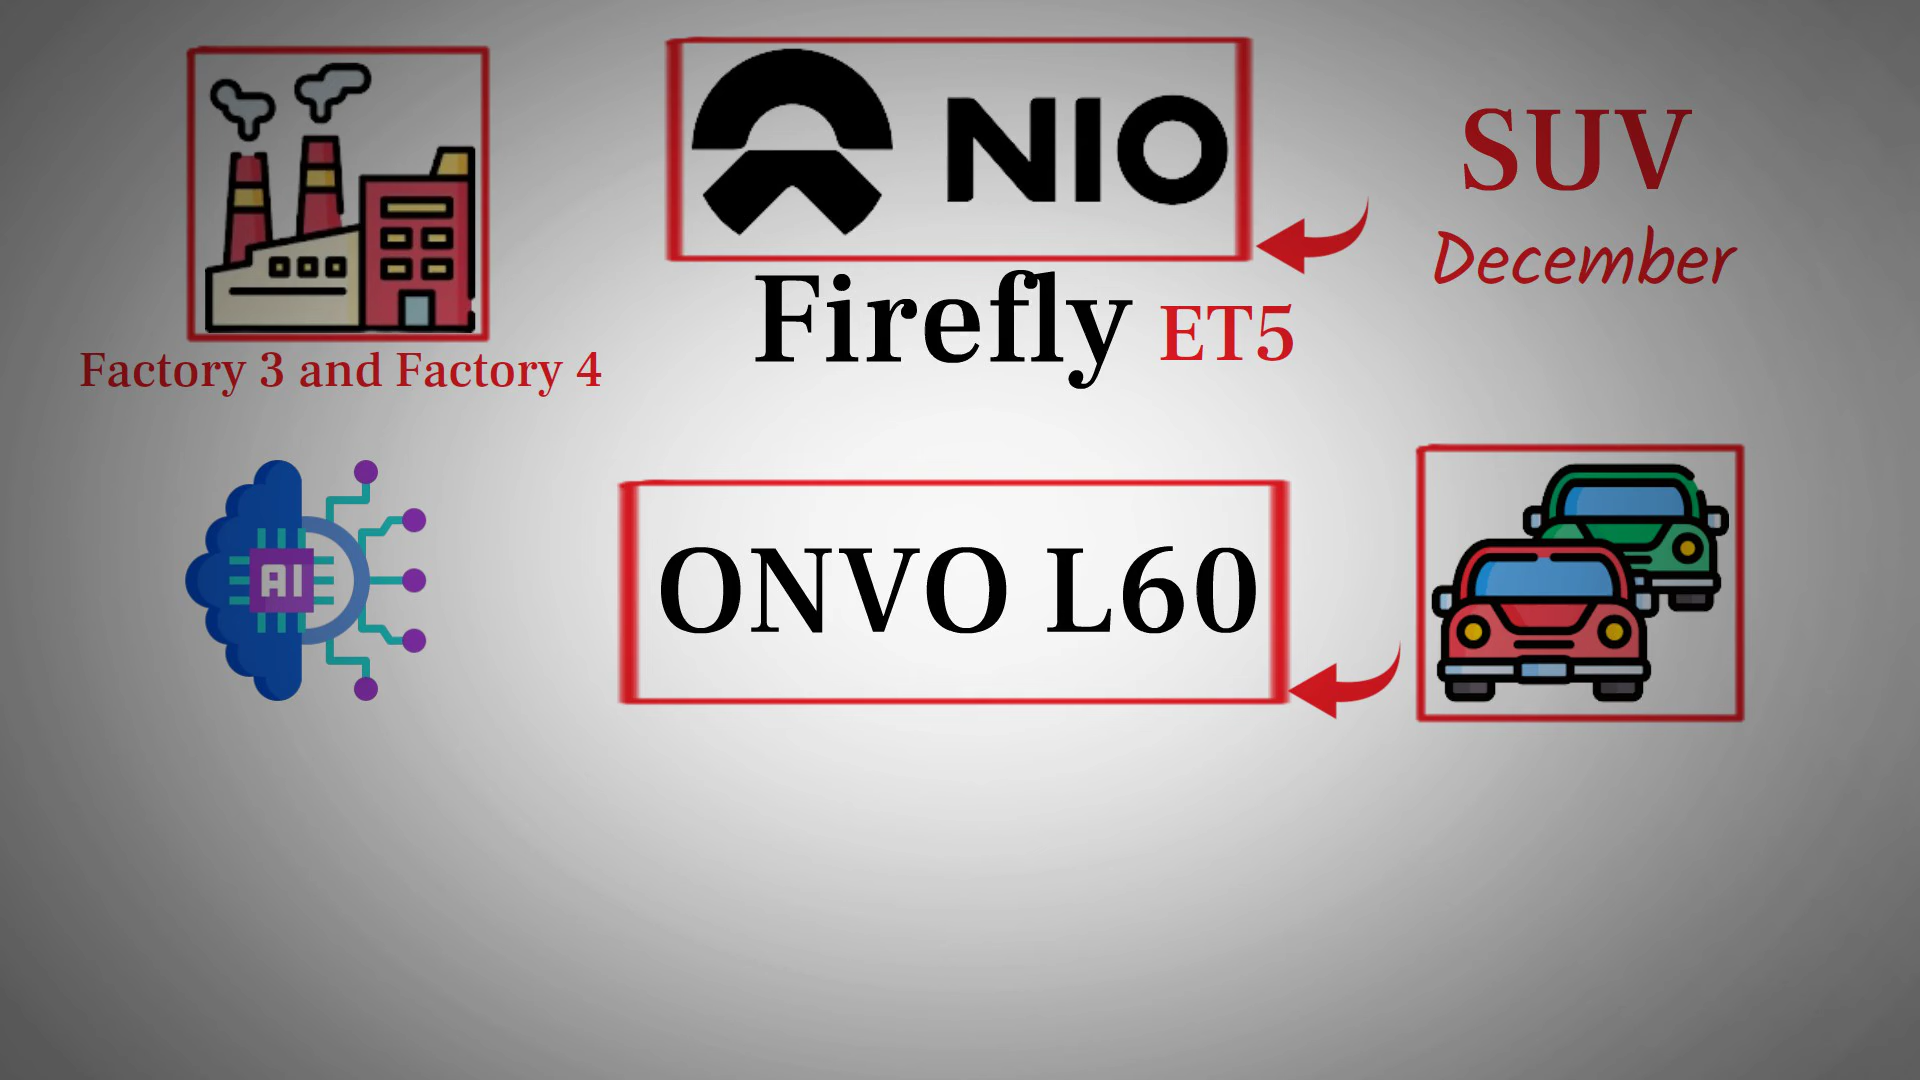 NIO
SUV
December
Firefly ET5
Factory 3 and Factory 4
AI
ONVO L60